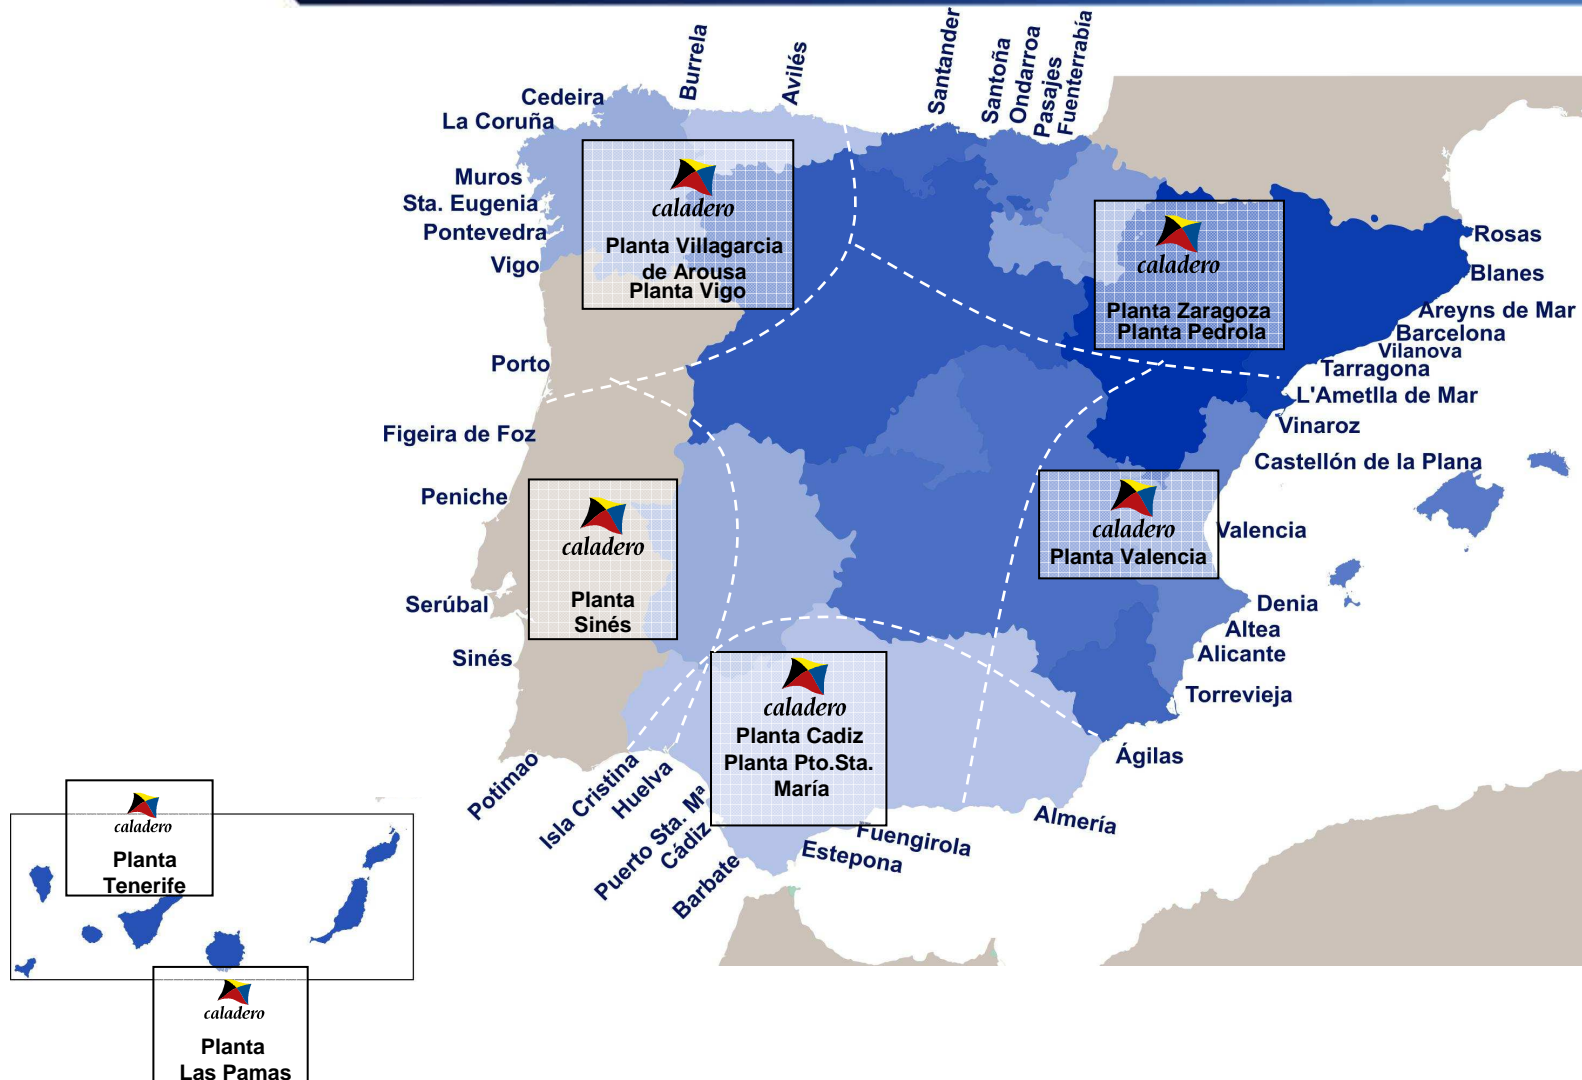 Burrela
Avilés
Santander
Santoña
Ondarroa
Pasajes
Fuenterrabía
Cedeira
La Coruña
Muros
Sta. Eugenia
Pontevedra
Vigo
Porto
Figeira de Foz
Peniche
Serúbal
Sinés
Potimao
Isla Cristina
Huelva
Puerto Sta. Mª
Cádiz
Barbate
Estepona
Fuengirola
Almería
Ágilas
Torrevieja
Alicante
Altea
Denia
Valencia
Castellón de la Plana
Vinaroz
L'Ametlla de Mar
Tarragona
Vilanova
Barcelona
Areyns de Mar
Blanes
Rosas
caladero
Planta Villagarcia
de Arousa
Planta Vigo
caladero
Planta Zaragoza
Planta Pedrola
caladero
Planta Valencia
caladero
Planta
Sinés
caladero
Planta Cadiz
Planta Pto.Sta.
María
caladero
Planta
Tenerife
caladero
Planta
Las Pamas